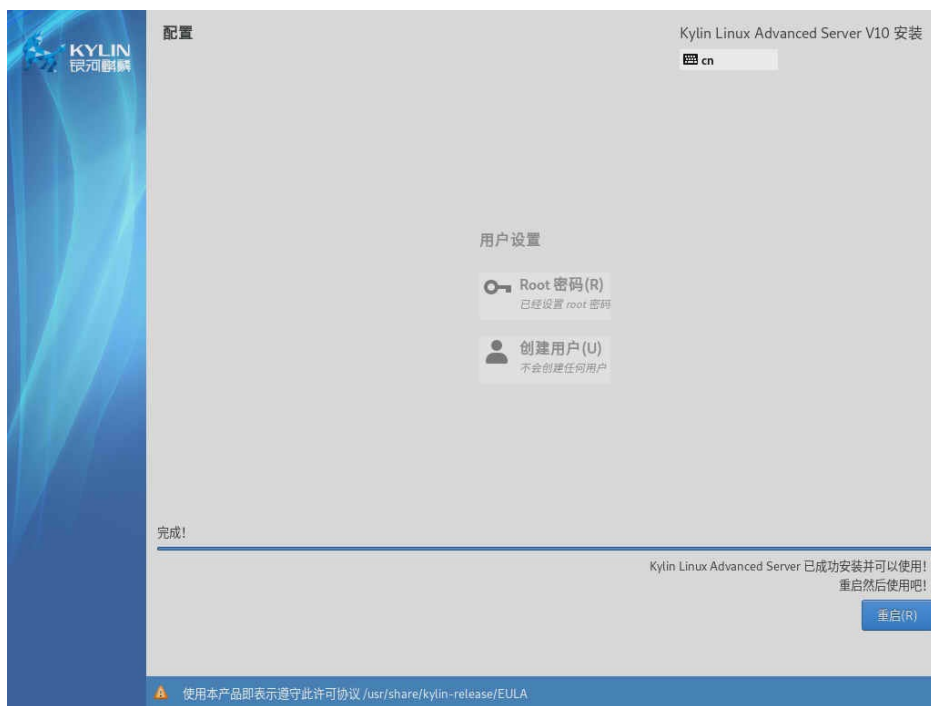 KYLIN
银河麒麟
配置
Kylin Linux Advanced Server V10 安装
cn
用户设置
Root 密码(R)
已经设置 root 密码
创建用户(U)
不会创建任何用户
完成!
Kylin Linux Advanced Server 已成功安装并可以使用!
重启然后使用吧!
重启(R)
使用本产品即表示遵守此许可协议 /usr/share/kylin-release/EULA